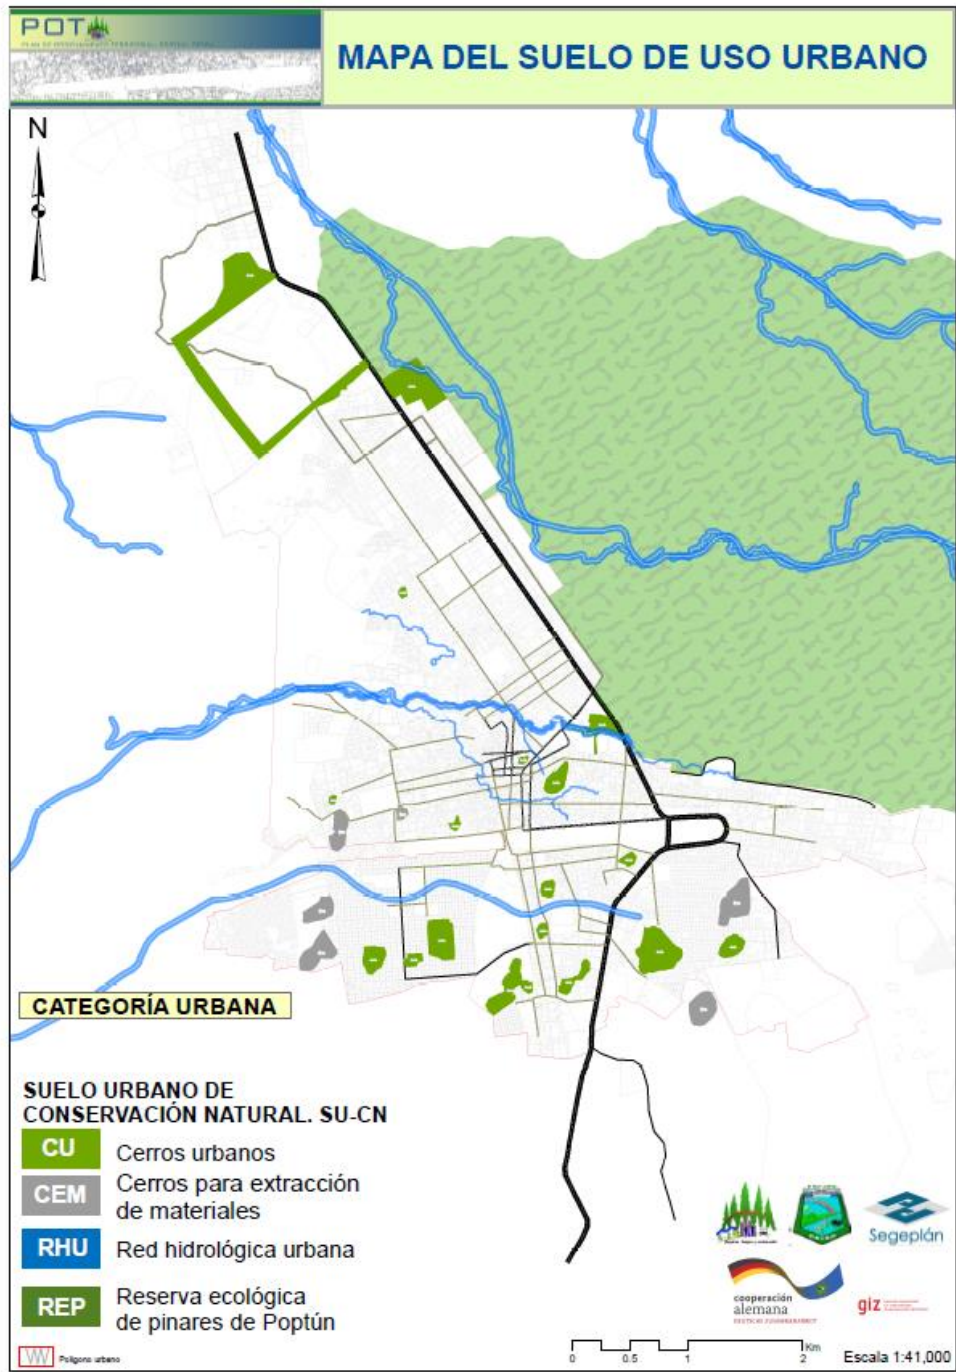 POT
MAPA DEL SUELO DE USO URBANO
N
CATEGORÍA URBANA
SUELO URBANO DE
CONSERVACIÓN NATURAL. SU-CN
CU Cerros urbanos
CEM Cerros para extracción
de materiales
RHU Red hidrológica urbana
REP Reserva ecológica
de pinares de Poptún
Polígono urbano
Segeplán
cooperación
alemana
DEUTSCHE ZUSAMMENARBEIT
giz
Km
0 0.5 1 2
Escala 1:41,000